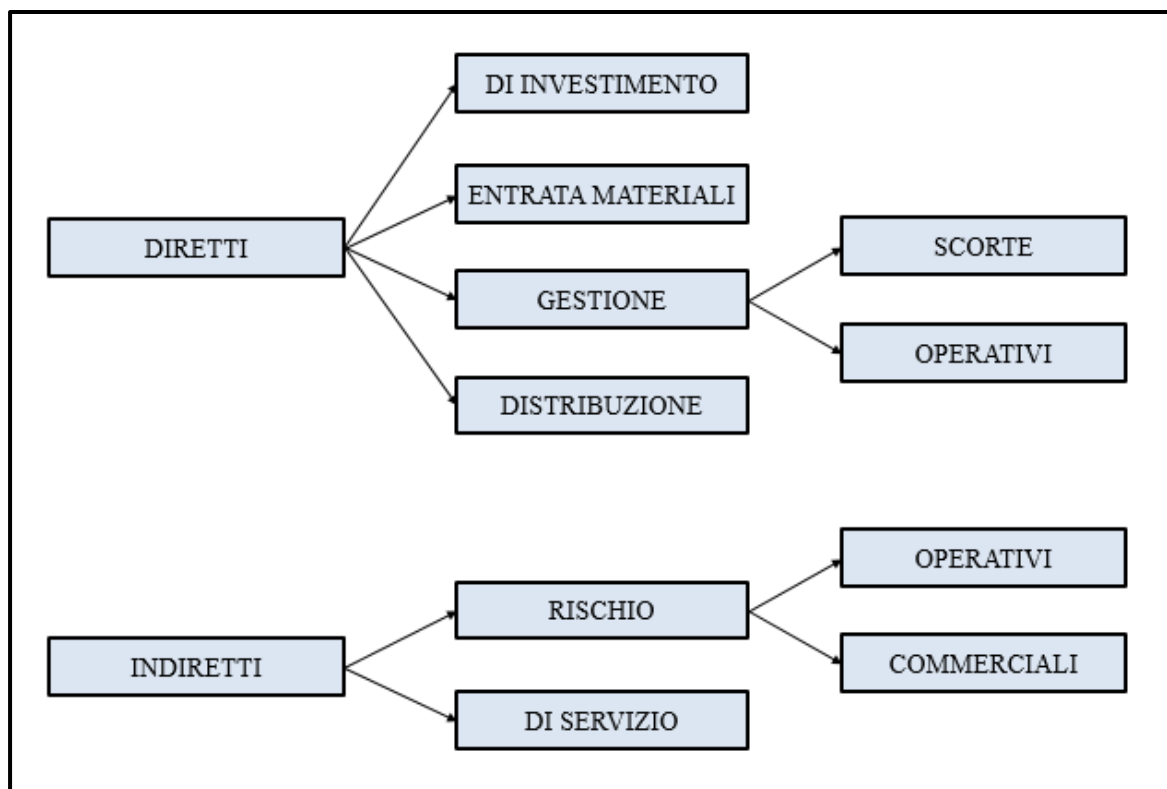 DI INVESTIMENTO
ENTRATA MATERIALI
DIRETTI
SCORTE
GESTIONE
OPERATIVI
DISTRIBUZIONE
OPERATIVI
RISCHIO
INDIRETTI
COMMERCIALI
DI SERVIZIO